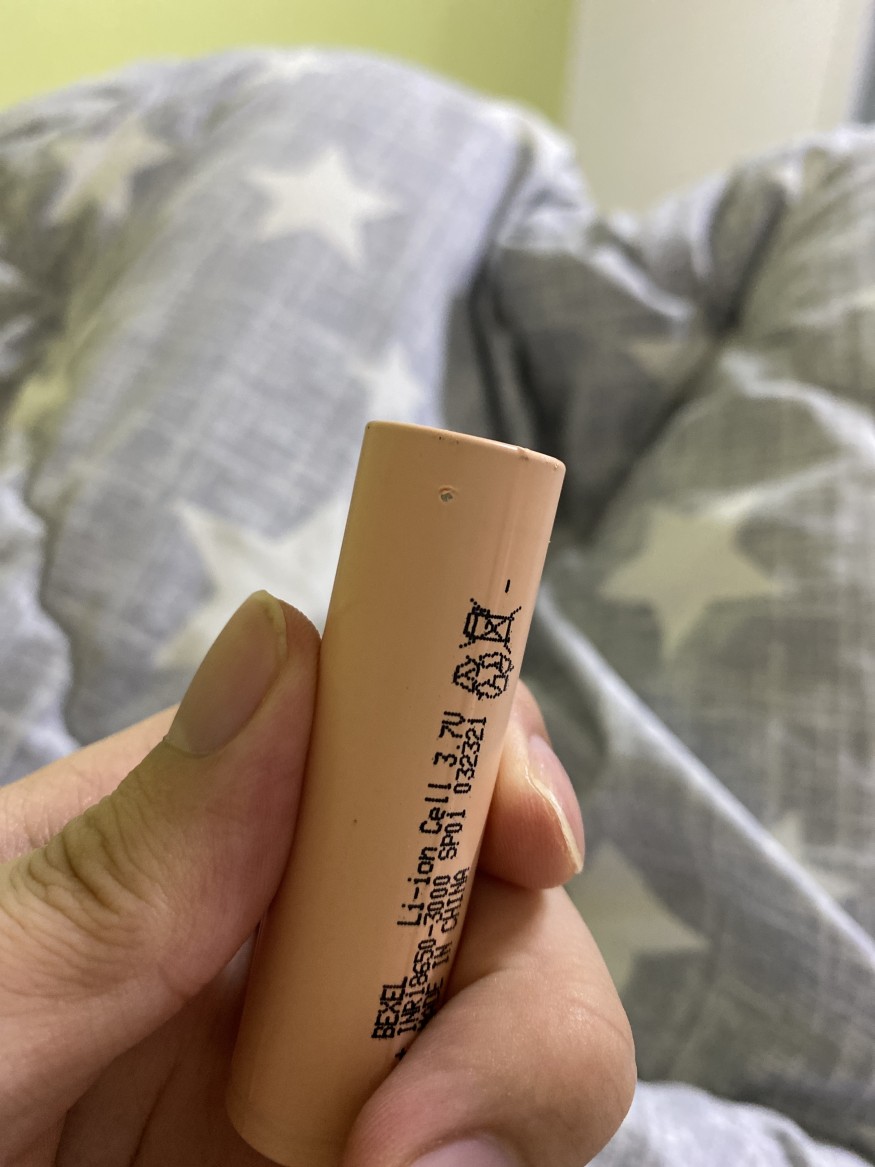 BEXEL Li-ion Cell 3.7V
INR18650-3000 SP01 032321
+ MADE IN CHINA -